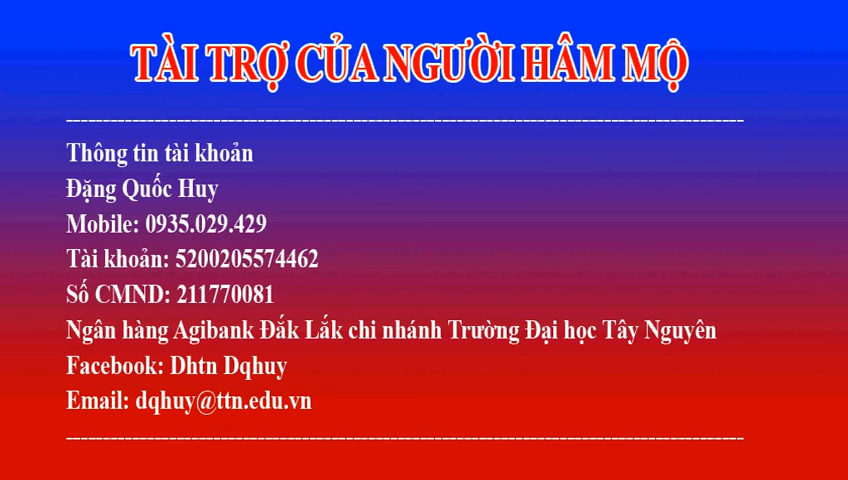 TÀI TRỢ CỦA NGƯỜI HÂM MỘ
Thông tin tài khoản
Đặng Quốc Huy
Mobile: 0935.029.429
Tài khoản: 5200205574462
Số CMND: 211770081
Ngân hàng Agibank Đắk Lắk chi nhánh Trường Đại học Tây Nguyên
Facebook: Dhtn Dqhuy
Email: dqhuy@ttn.edu.vn